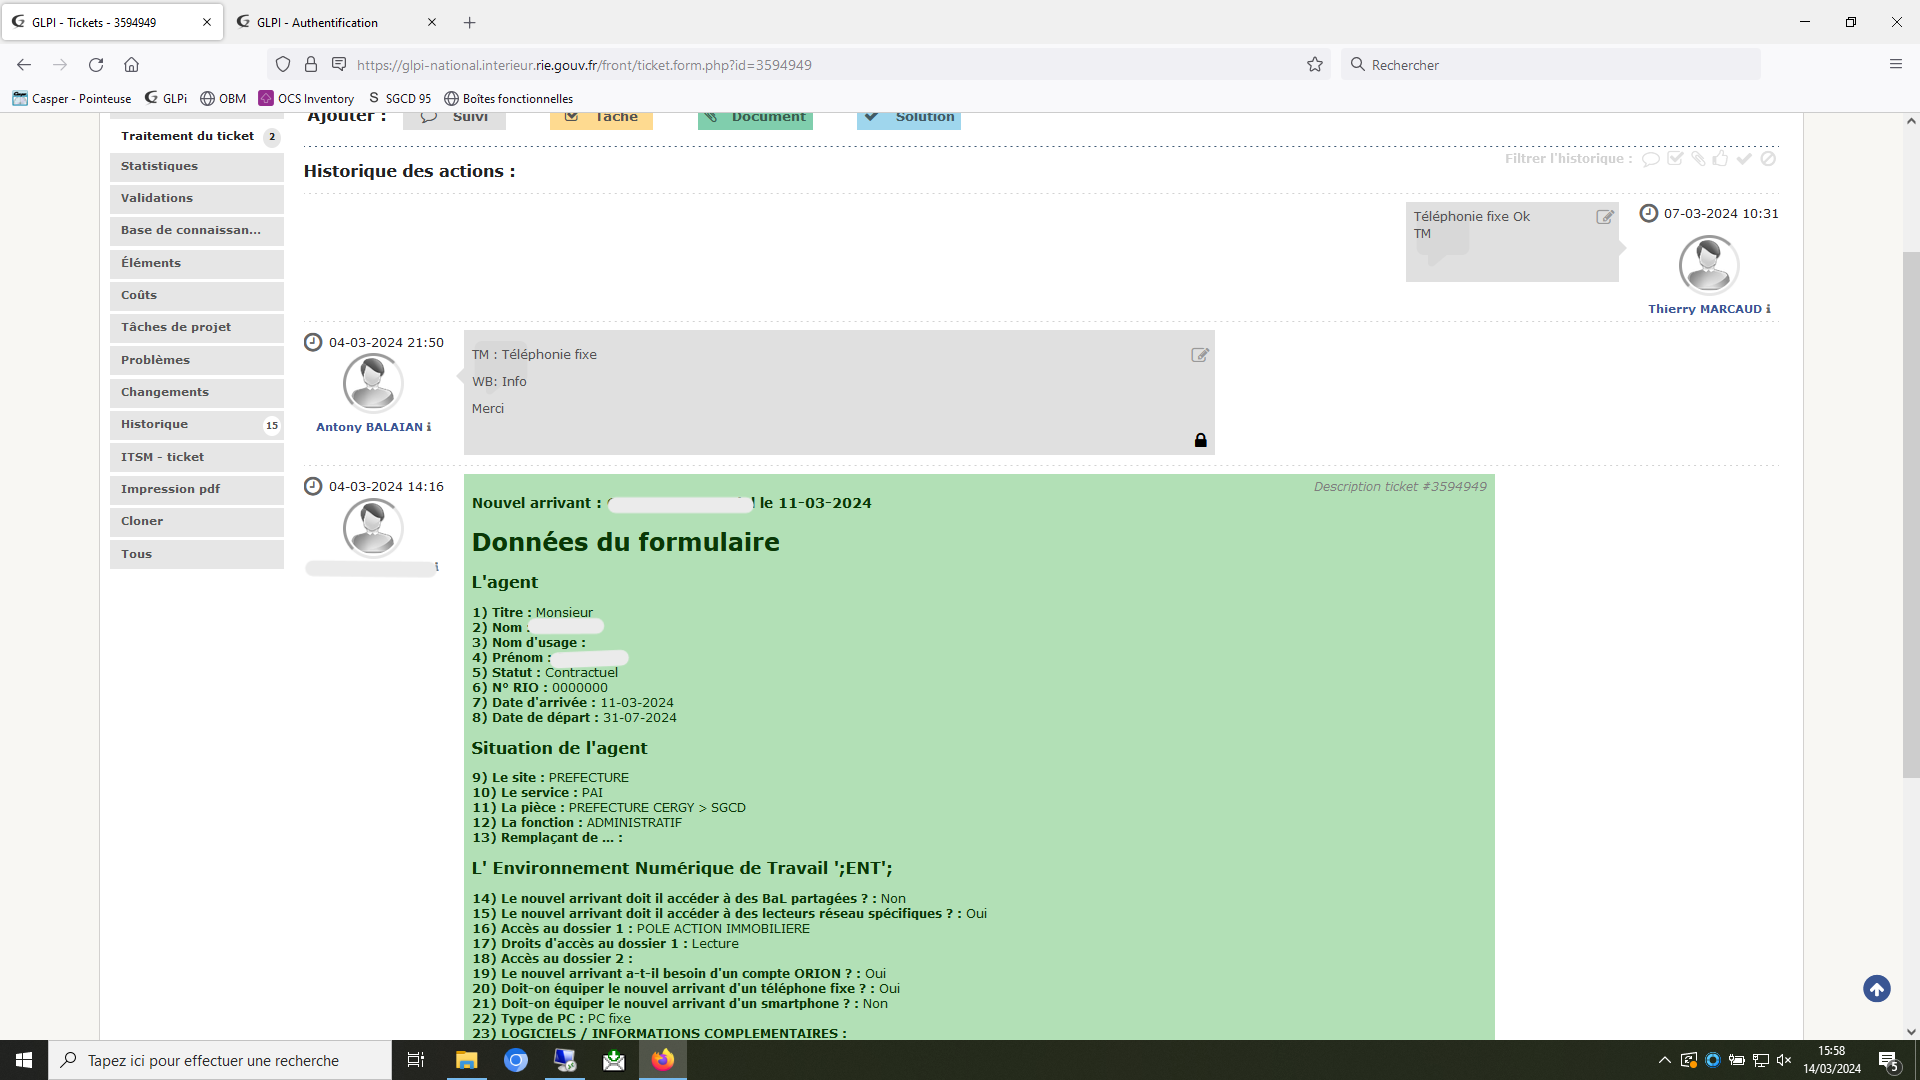 GLPI - Tickets - 3594949
GLPI - Authentification
https://glpi-national.interieur.rie.gouv.fr/front/ticket.form.php?id=3594949
Rechercher
Casper - Pointeuse
GLPi
OBM
OCS Inventory
SGCD 95
Boîtes fonctionnelles
Ajouter :
Suivi
Tâche
Document
Solution
Traitement du ticket 2
Statistiques
Validations
Base de connaissan...
Éléments
Coûts
Tâches de projet
Problèmes
Changements
Historique 15
ITSM - ticket
Impression pdf
Cloner
Tous
Filtrer l'historique :
Historique des actions :
Téléphonie fixe Ok
TM
07-03-2024 10:31
Thierry MARCAUD
04-03-2024 21:50
Antony BALAIAN
TM : Téléphonie fixe
WB: Info
Merci
04-03-2024 14:16
Description ticket #3594949
Nouvel arrivant : le 11-03-2024
Données du formulaire
L'agent
1) Titre : Monsieur
2) Nom :
3) Nom d'usage :
4) Prénom :
5) Statut : Contractuel
6) N° RIO : 0000000
7) Date d'arrivée : 11-03-2024
8) Date de départ : 31-07-2024
Situation de l'agent
9) Le site : PREFECTURE
10) Le service : PAI
11) La pièce : PREFECTURE CERGY > SGCD
12) La fonction : ADMINISTRATIF
13) Remplaçant de ... :
L' Environnement Numérique de Travail ';ENT';
14) Le nouvel arrivant doit il accéder à des BaL partagées ? : Non
15) Le nouvel arrivant doit il accéder à des lecteurs réseau spécifiques ? : Oui
16) Accès au dossier 1 : POLE ACTION IMMOBILIERE
17) Droits d'accès au dossier 1 : Lecture
18) Accès au dossier 2 :
19) Le nouvel arrivant a-t-il besoin d'un compte ORION ? : Oui
20) Doit-on équiper le nouvel arrivant d'un téléphone fixe ? : Oui
21) Doit-on équiper le nouvel arrivant d'un smartphone ? : Non
22) Type de PC : PC fixe
23) LOGICIELS / INFORMATIONS COMPLEMENTAIRES :
Tapez ici pour effectuer une recherche
15:58
14/03/2024
5